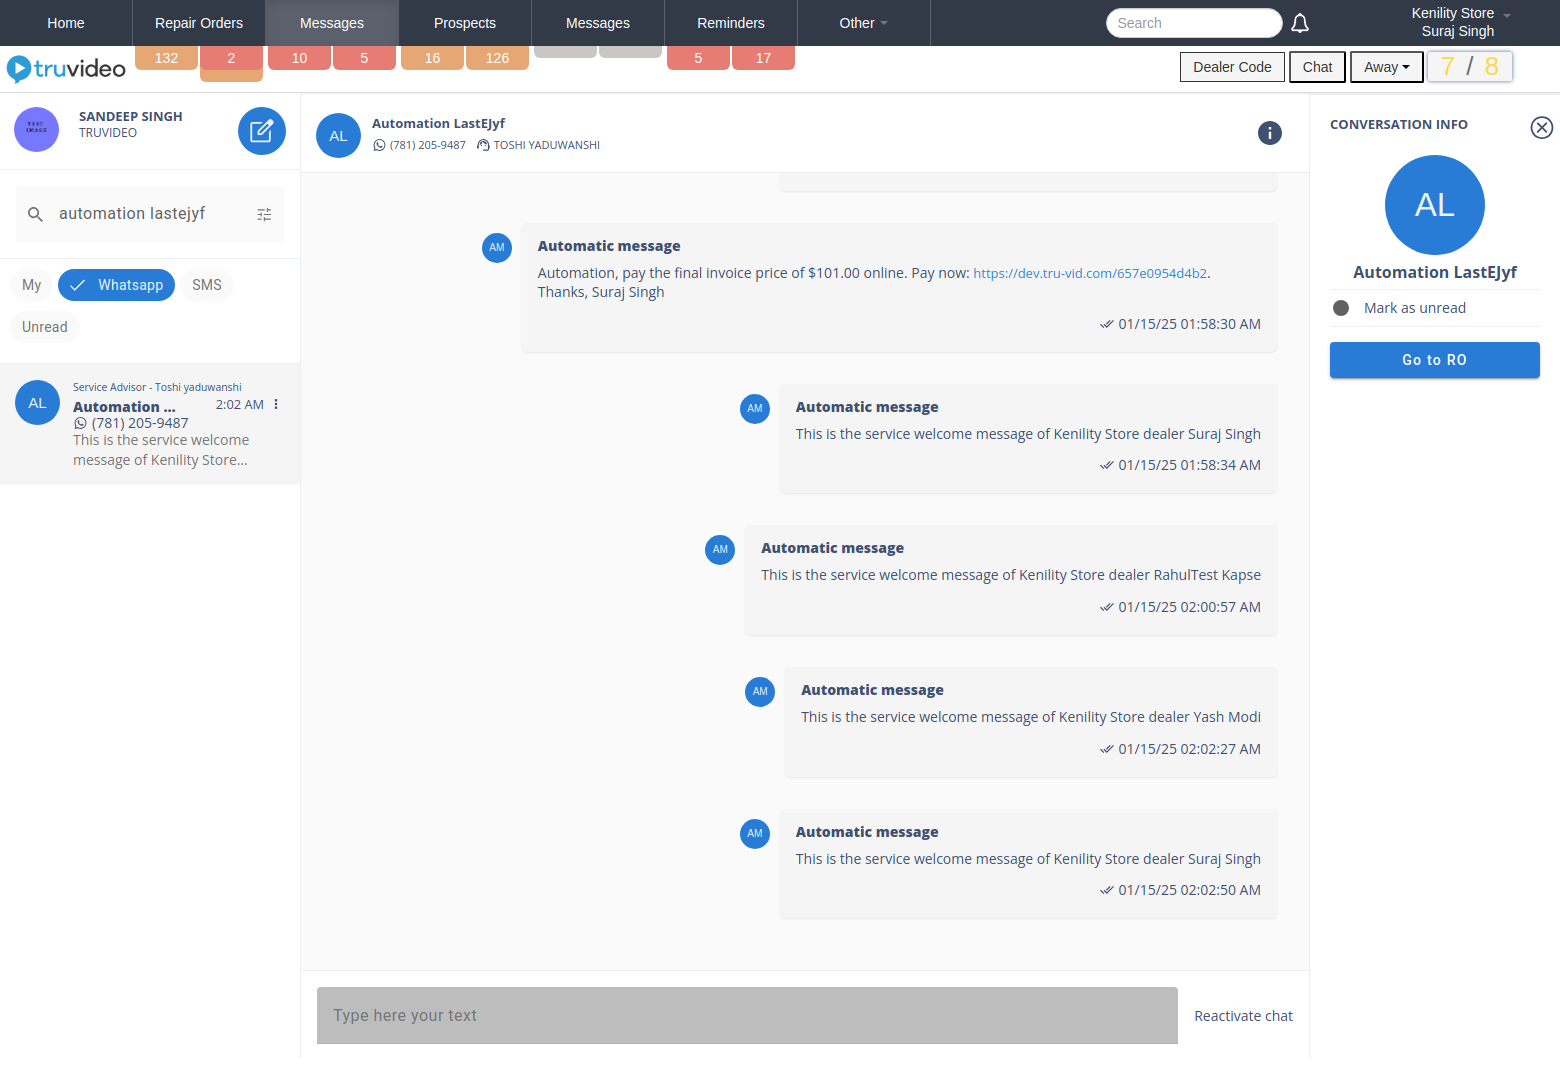 Home
Repair Orders
Messages
Prospects
Messages
Reminders
Other
Search
Kenility Store
Suraj Singh
truvideo
132
2
10
5
16
126
5
17
Dealer Code
Chat
Away
7 / 8
TEST
IMAGE
SANDEEP SINGH
TRUVIDEO
automation lastejyf
My
Whatsapp
SMS
Unread
AL
Service Advisor - Toshi yaduwanshi
Automation ...
2:02 AM
(781) 205-9487
This is the service welcome
message of Kenility Store...
AL
Automation LastEJyf
(781) 205-9487
TOSHI YADUWANSHI
AM
Automatic message
Automation, pay the final invoice price of $101.00 online. Pay now: https://dev.tru-vid.com/657e0954d4b2.
Thanks, Suraj Singh
01/15/25 01:58:30 AM
AM
Automatic message
This is the service welcome message of Kenility Store dealer Suraj Singh
01/15/25 01:58:34 AM
AM
Automatic message
This is the service welcome message of Kenility Store dealer RahulTest Kapse
01/15/25 02:00:57 AM
AM
Automatic message
This is the service welcome message of Kenility Store dealer Yash Modi
01/15/25 02:02:27 AM
AM
Automatic message
This is the service welcome message of Kenility Store dealer Suraj Singh
01/15/25 02:02:50 AM
Type here your text
Reactivate chat
CONVERSATION INFO
AL
Automation LastEJyf
Mark as unread
Go to RO